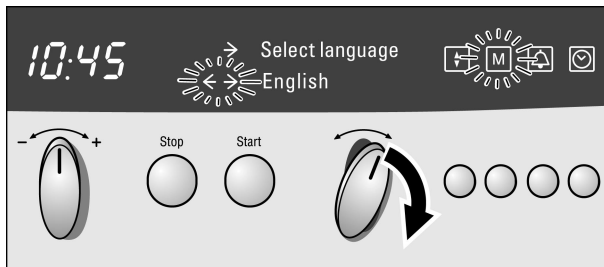 10:45
→ Select language
← → English
M
- +
Stop
Start